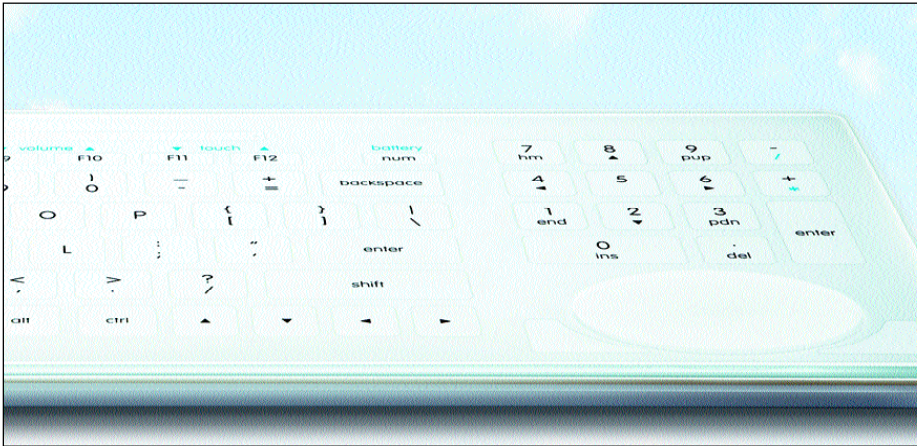 volume ▲ ▼ touch ▲ battery
9 F10 F11 F12 num
7 8 9 -
hm ▲ pup /
) _ + backspace
0 - =
4 5 6 +
◄ ► *
O P { } |
[ ] \
1 2 3 enter
end ▼ pdn
L : " enter
; '
0 .
ins del
< > ? shift
, . /
alt ctrl ▲ ▼ ◄ ►